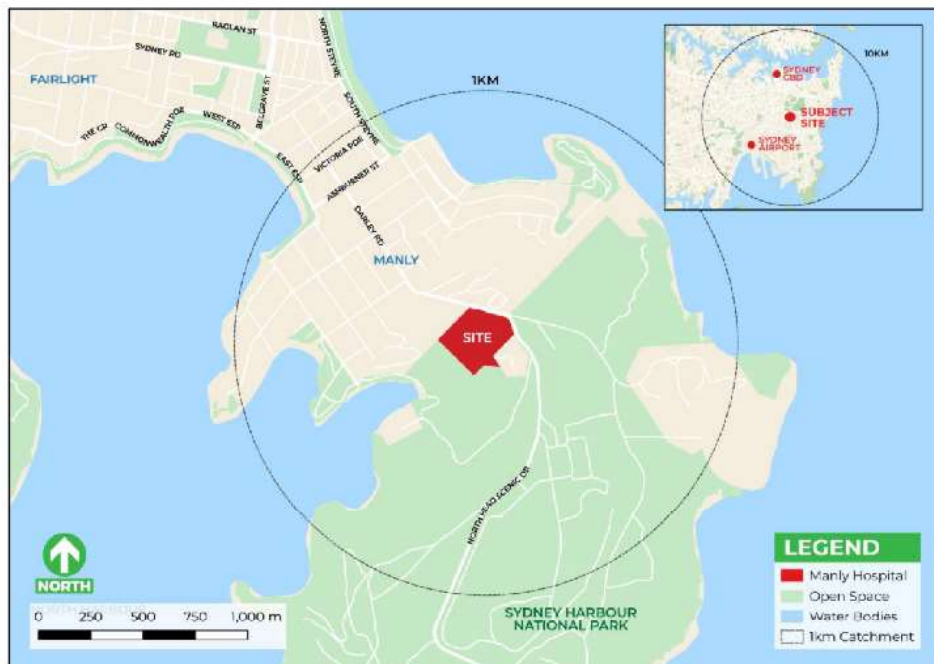 RAGLAN ST
SYDNEY RD
NORTH STEYNE
FAIRLIGHT
BELGRAVE ST
1KM
SOUTH STEYNE
WEST ESP
COMMONWEALTH PDE
THE CR
EAST ESP
VICTORIA PDE
ASHBURNER ST
DARLEY RD
MANLY
SITE
NORTH HEAD SCENIC DR
SYDNEY HARBOUR
NATIONAL PARK
10KM
SYDNEY
CBD
SUBJECT
SITE
SYDNEY
AIRPORT
NORTH
NORTH HARBOUR
0 250 500 750 1,000 m
LEGEND
Manly Hospital
Open Space
Water Bodies
1km Catchment